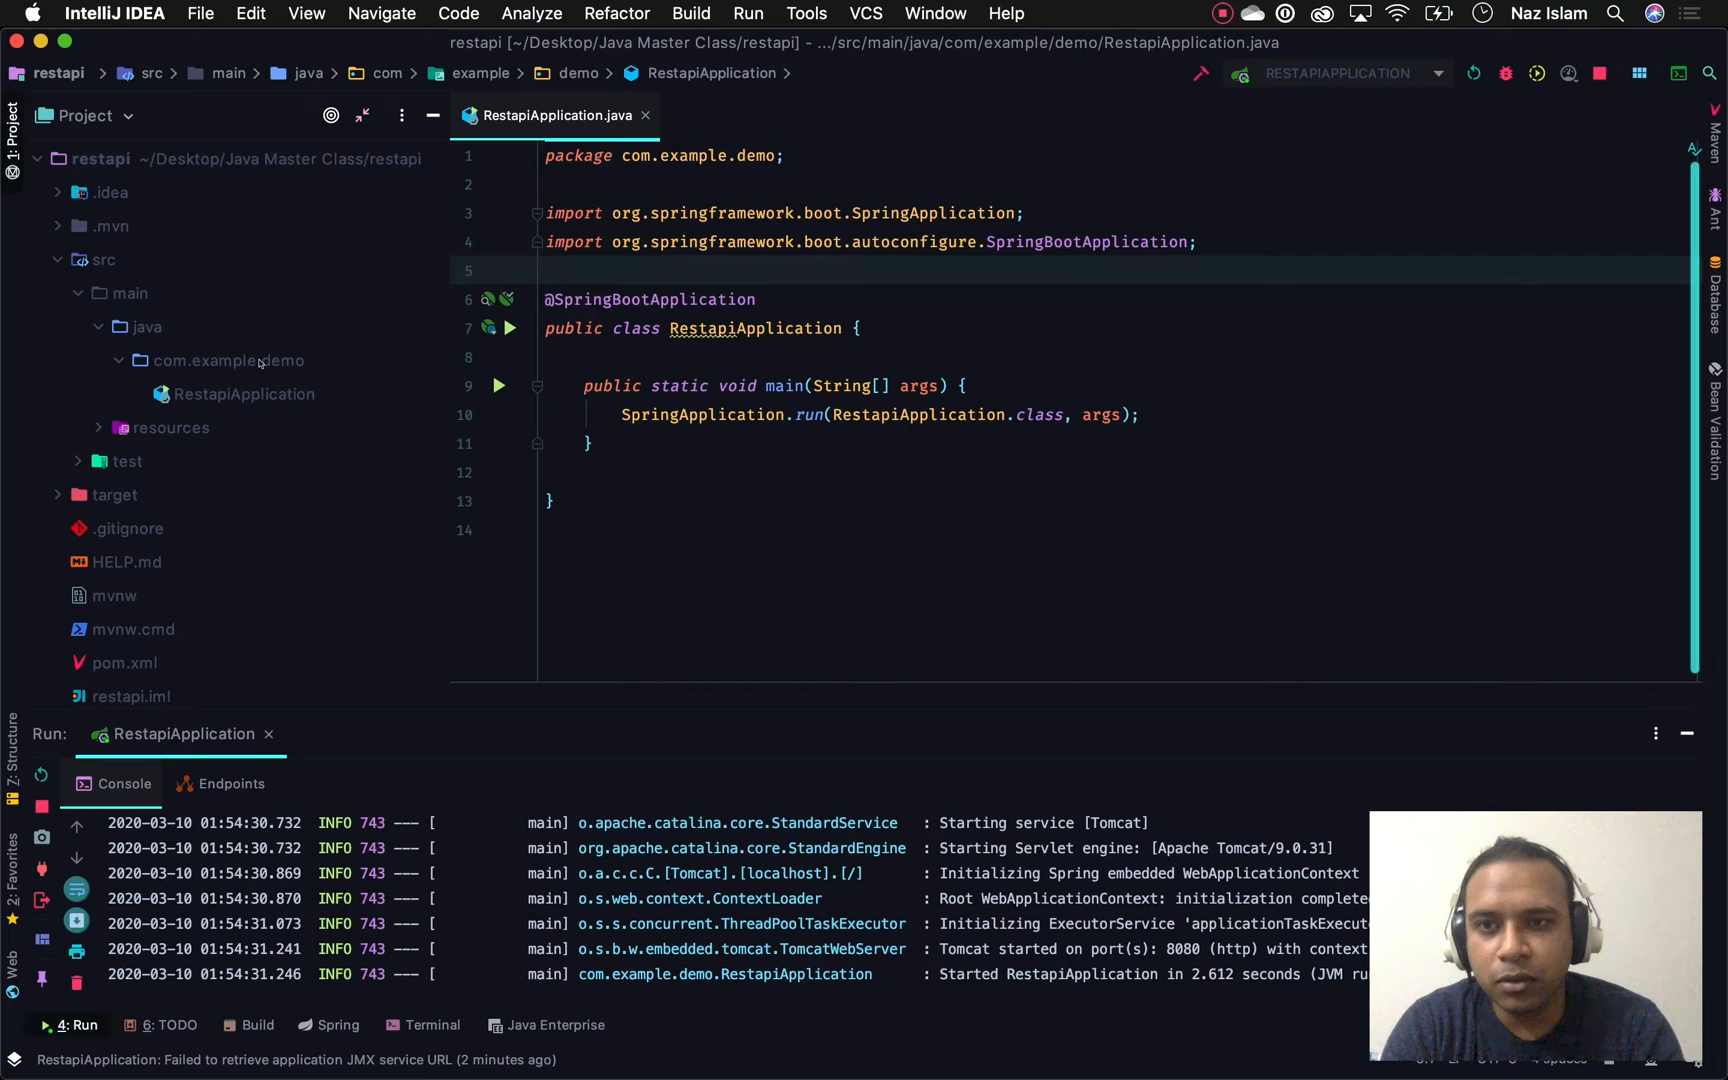 IntelliJ IDEA File Edit View Navigate Code Analyze Refactor Build Run Tools VCS Window Help Naz Islam
restapi [~/Desktop/Java Master Class/restapi] - .../src/main/java/com/example/demo/RestapiApplication.java
restapi src main java com example demo RestapiApplication RESTAPIAPPLICATION
Project RestapiApplication.java
1: Project
restapi ~/Desktop/Java Master Class/restapi
.idea
.mvn
src
main
java
com.example.demo
RestapiApplication
resources
test
target
.gitignore
HELP.md
mvnw
mvnw.cmd
pom.xml
restapi.iml
1 package com.example.demo;
2
3 import org.springframework.boot.SpringApplication;
4 import org.springframework.boot.autoconfigure.SpringBootApplication;
5
6 @SpringBootApplication
7 public class RestapiApplication {
8
9 public static void main(String[] args) {
10 SpringApplication.run(RestapiApplication.class, args);
11 }
12
13 }
14
Maven
Ant
Database
Bean Validation
Z: Structure
2: Favorites
Web
Run: RestapiApplication
Console Endpoints
2020-03-10 01:54:30.732 INFO 743 --- [ main] o.apache.catalina.core.StandardService : Starting service [Tomcat]
2020-03-10 01:54:30.732 INFO 743 --- [ main] org.apache.catalina.core.StandardEngine : Starting Servlet engine: [Apache Tomcat/9.0.31]
2020-03-10 01:54:30.869 INFO 743 --- [ main] o.a.c.c.C.[Tomcat].[localhost].[/] : Initializing Spring embedded WebApplicationContext
2020-03-10 01:54:30.870 INFO 743 --- [ main] o.s.web.context.ContextLoader : Root WebApplicationContext: initialization complete
2020-03-10 01:54:31.073 INFO 743 --- [ main] o.s.s.concurrent.ThreadPoolTaskExecutor : Initializing ExecutorService 'applicationTaskExecut
2020-03-10 01:54:31.241 INFO 743 --- [ main] o.s.b.w.embedded.tomcat.TomcatWebServer : Tomcat started on port(s): 8080 (http) with context
2020-03-10 01:54:31.246 INFO 743 --- [ main] com.example.demo.RestapiApplication : Started RestapiApplication in 2.612 seconds (JVM ru
4: Run 6: TODO Build Spring Terminal Java Enterprise
RestapiApplication: Failed to retrieve application JMX service URL (2 minutes ago)